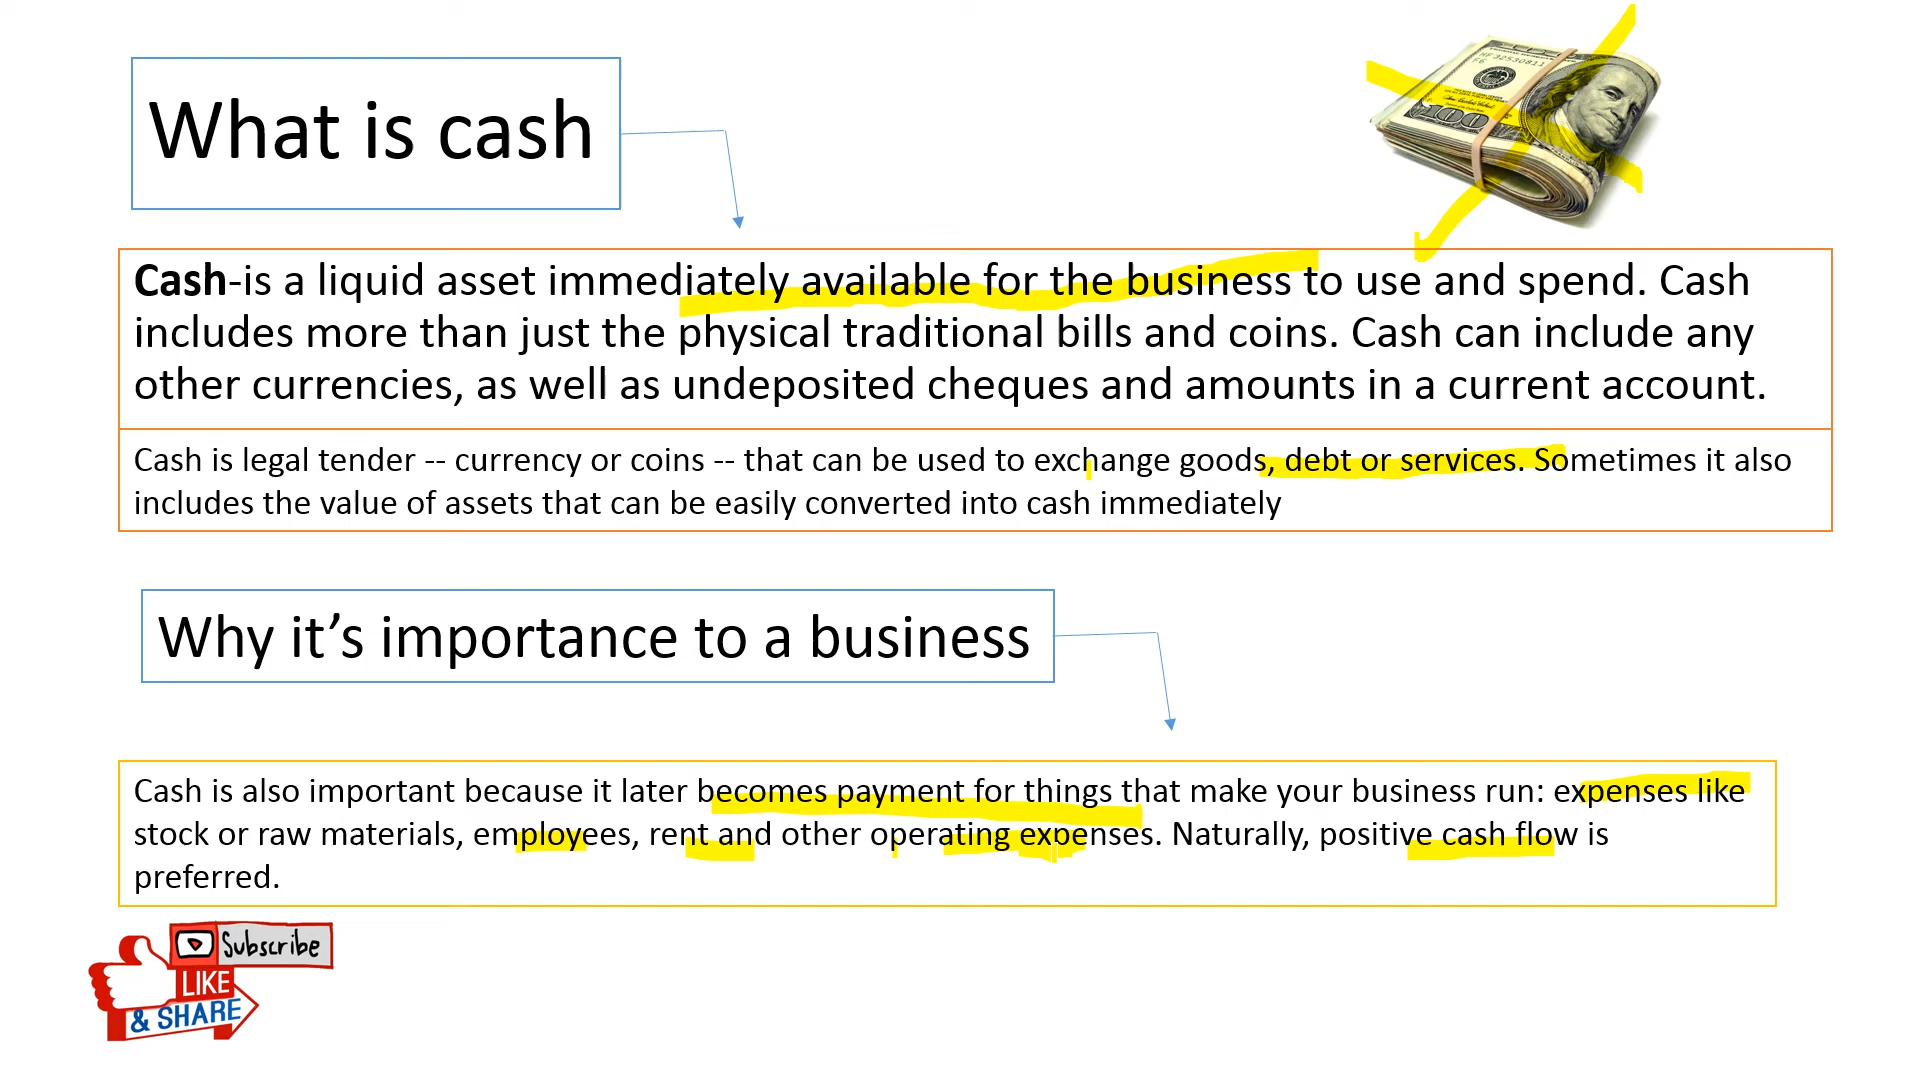 What is cash
HF 32530811
F6
100
Cash-is a liquid asset immediately available for the business to use and spend. Cash
includes more than just the physical traditional bills and coins. Cash can include any
other currencies, as well as undeposited cheques and amounts in a current account.
Cash is legal tender -- currency or coins -- that can be used to exchange goods, debt or services. Sometimes it also
includes the value of assets that can be easily converted into cash immediately
Why it’s importance to a business
Cash is also important because it later becomes payment for things that make your business run: expenses like
stock or raw materials, employees, rent and other operating expenses. Naturally, positive cash flow is
preferred.
Subscribe
LIKE
& SHARE